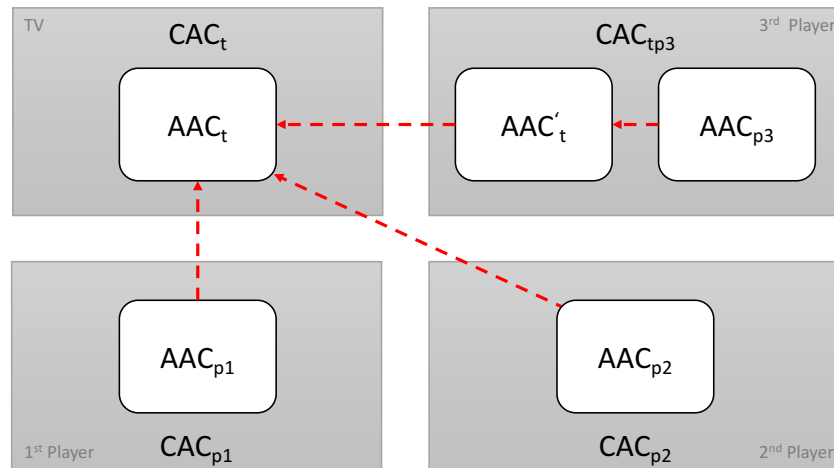 TV
CACₜ
AACₜ
CACₜₚ₃
3ʳᵈ Player
AAC‘ₜ
AACₚ₃
AACₚ₁
CACₚ₁
1ˢᵗ Player
AACₚ₂
CACₚ₂
2ⁿᵈ Player